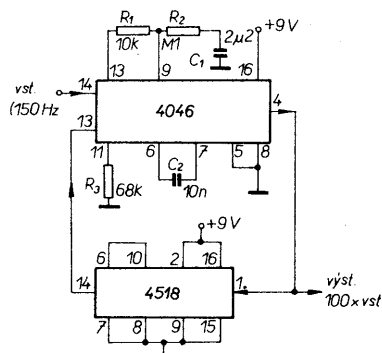 R₁ R₂ 2µ2 +9V
10k M1 C₁
13 9 16
vst. 14 4046 4
(150Hz
13
11 6 7 5 8
R₃ 68k C₂ 10n
+9V
6 10 2 16
14 4518 1. výst.
100×vst
7 8 9 15